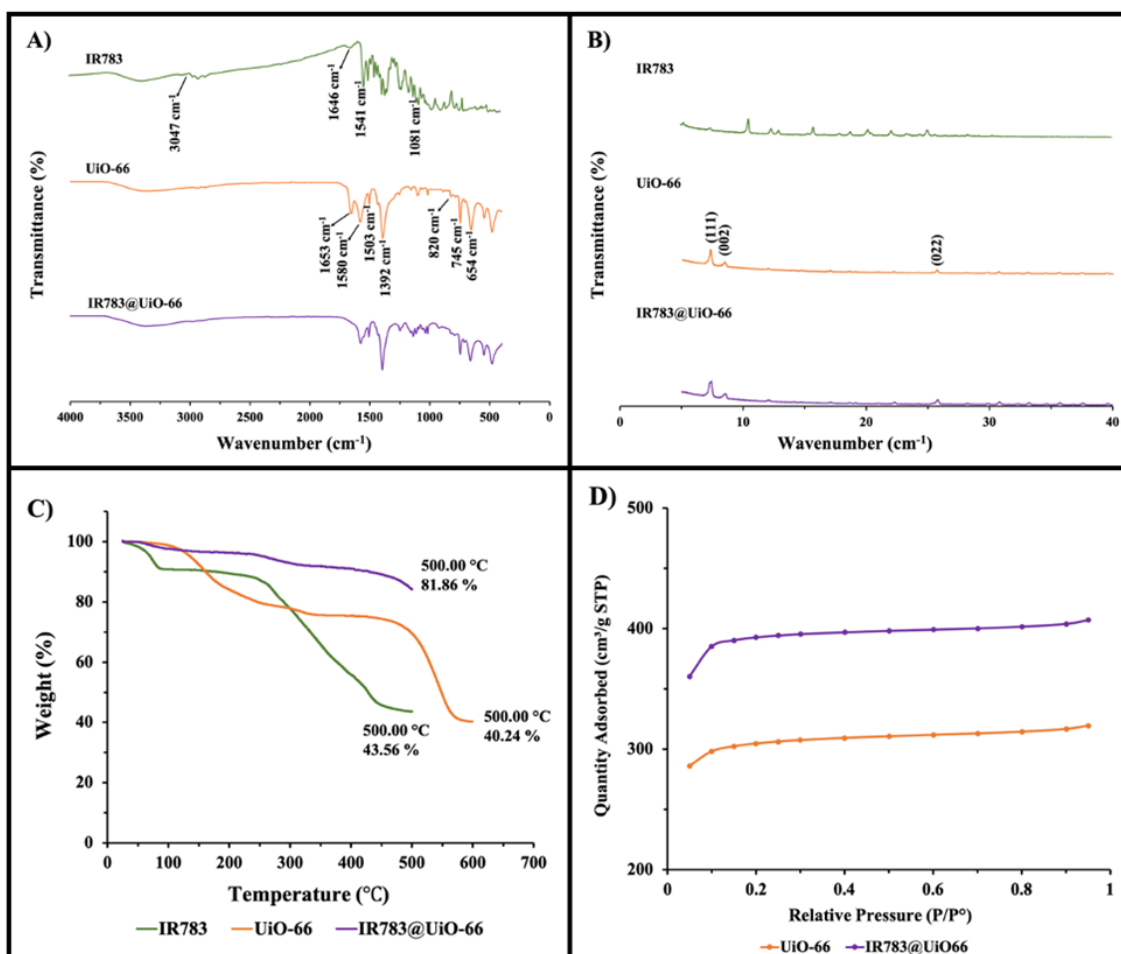 A)
IR783
3047 cm-1
1646 cm-1
1541 cm-1
1081 cm-1
UiO-66
1653 cm-1
1580 cm-1
1503 cm-1
1392 cm-1
820 cm-1
745 cm-1
654 cm-1
IR783@UiO-66
Transmittance (%)
4000 3500 3000 2500 2000 1500 1000 500 0
Wavenumber (cm-1)
B)
IR783
UiO-66
(111)
(002)
(022)
IR783@UiO-66
Transmittance (%)
0 10 20 30 40
Wavenumber (cm-1)
C)
100
80
60
40
20
0
Weight (%)
500.00 °C
81.86 %
500.00 °C
43.56 %
500.00 °C
40.24 %
0 100 200 300 400 500 600 700
Temperature (°C)
IR783 UiO-66 IR783@UiO-66
D)
500
400
300
200
Quantity Adsorbed (cm³/g STP)
0 0.2 0.4 0.6 0.8 1
Relative Pressure (P/P°)
UiO-66 IR783@UiO66